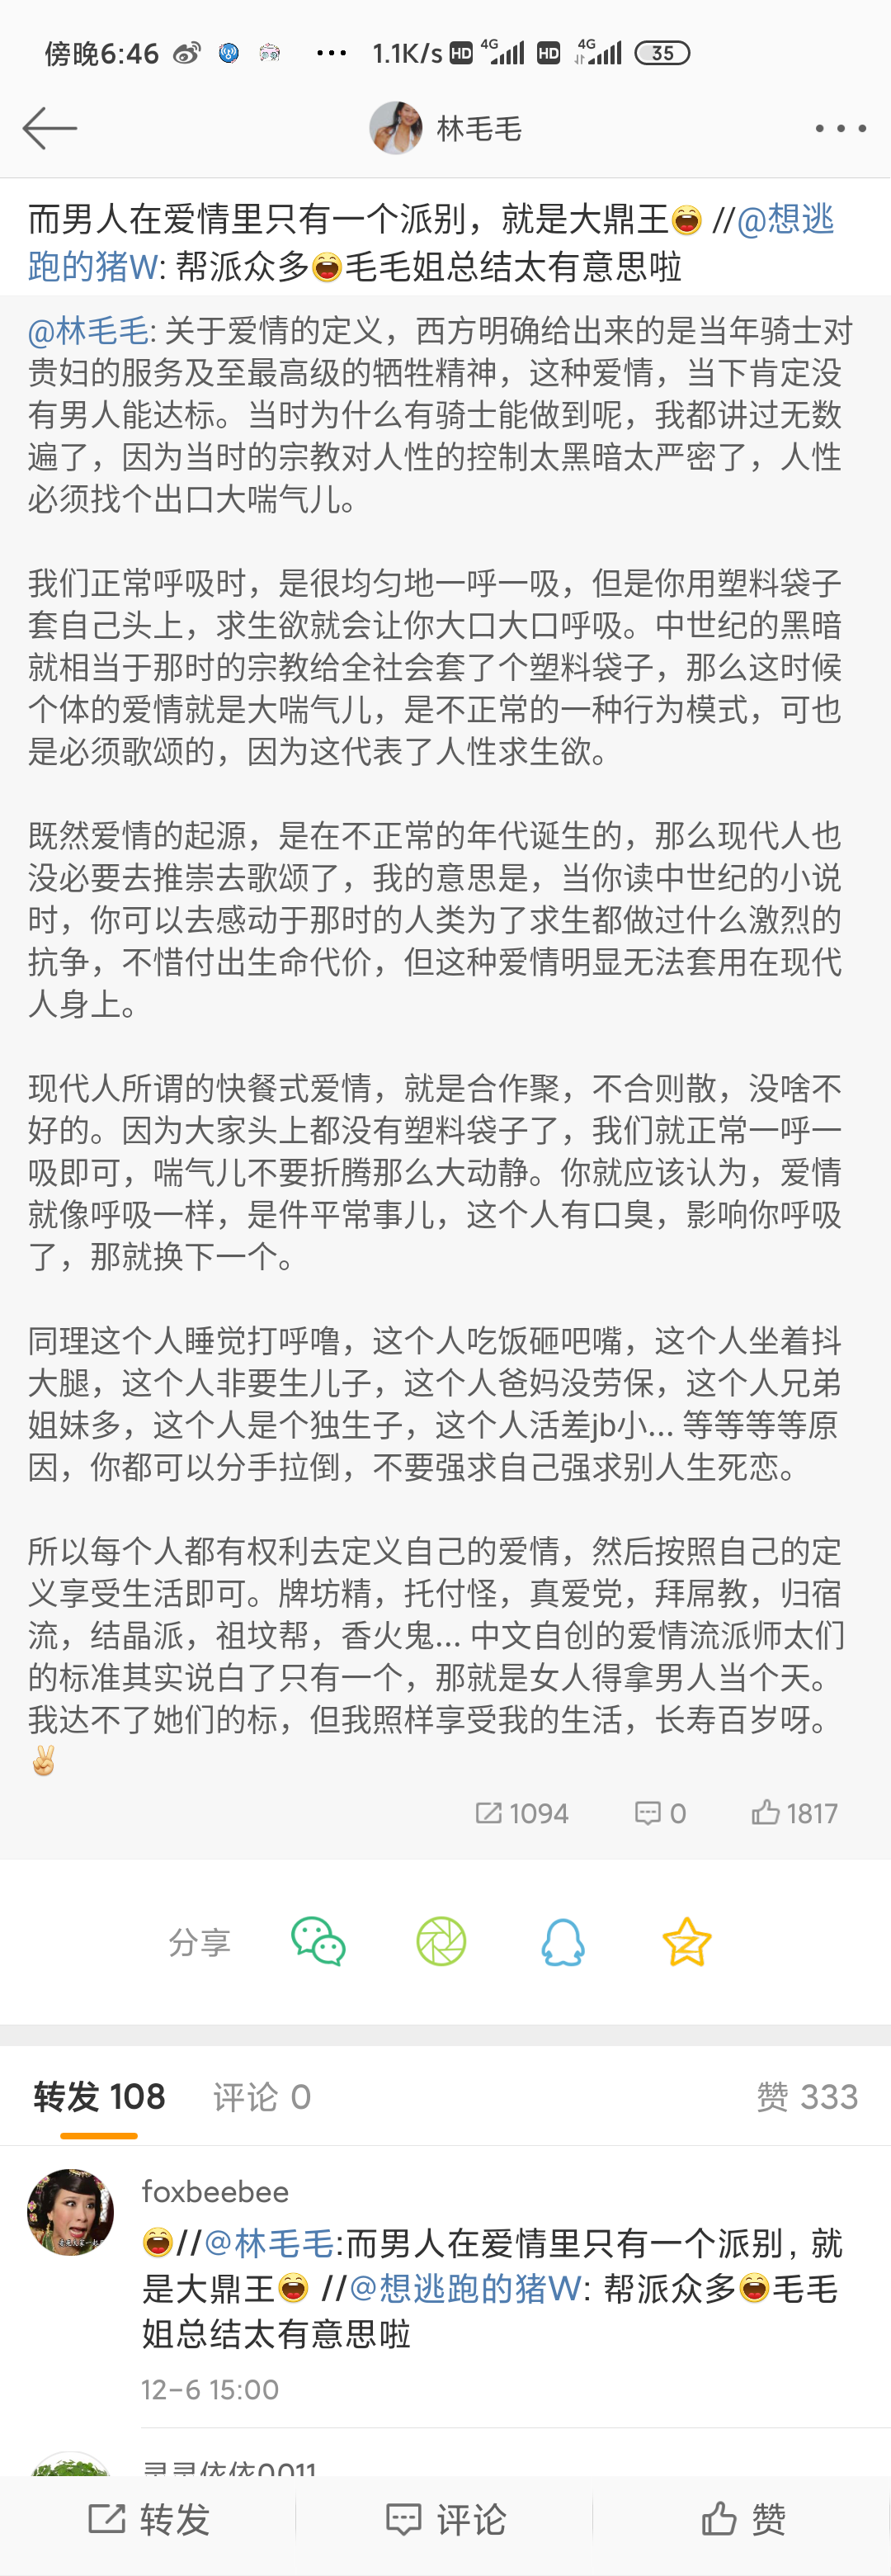 傍晚6:46 ... 1.1K/s HD 4G HD 4G 35
林毛毛
而男人在爱情里只有一个派别，就是大鼎王 //@想逃
跑的猪W: 帮派众多毛毛姐总结太有意思啦
@林毛毛: 关于爱情的定义，西方明确给出来的是当年骑士对
贵妇的服务及至最高级的牺牲精神，这种爱情，当下肯定没
有男人能达标。当时为什么有骑士能做到呢，我都讲过无数
遍了，因为当时的宗教对人性的控制太黑暗太严密了，人性
必须找个出口大喘气儿。
我们正常呼吸时，是很均匀地一呼一吸，但是你用塑料袋子
套自己头上，求生欲就会让你大口大口呼吸。中世纪的黑暗
就相当于那时的宗教给全社会套了个塑料袋子，那么这时候
个体的爱情就是大喘气儿，是不正常的一种行为模式，可也
是必须歌颂的，因为这代表了人性求生欲。
既然爱情的起源，是在不正常的年代诞生的，那么现代人也
没必要去推崇去歌颂了，我的意思是，当你读中世纪的小说
时，你可以去感动于那时的人类为了求生都做过什么激烈的
抗争，不惜付出生命代价，但这种爱情明显无法套用在现代
人身上。
现代人所谓的快餐式爱情，就是合作聚，不合则散，没啥不
好的。因为大家头上都没有塑料袋子了，我们就正常一呼一
吸即可，喘气儿不要折腾那么大动静。你就应该认为，爱情
就像呼吸一样，是件平常事儿，这个人有口臭，影响你呼吸
了，那就换下一个。
同理这个人睡觉打呼噜，这个人吃饭砸吧嘴，这个人坐着抖
大腿，这个人非要生儿子，这个人爸妈没劳保，这个人兄弟
姐妹多，这个人是个独生子，这个人活差jb小... 等等等等原
因，你都可以分手拉倒，不要强求自己强求别人生死恋。
所以每个人都有权利去定义自己的爱情，然后按照自己的定
义享受生活即可。牌坊精，托付怪，真爱党，拜屌教，归宿
流，结晶派，祖坟帮，香火鬼... 中文自创的爱情流派师太们
的标准其实说白了只有一个，那就是女人得拿男人当个天。
我达不了她们的标，但我照样享受我的生活，长寿百岁呀。
1094 0 1817
分享
转发 108 评论 0 赞 333
foxbeebee
//@林毛毛:而男人在爱情里只有一个派别，就
是大鼎王 //@想逃跑的猪W: 帮派众多毛毛
姐总结太有意思啦
12-6 15:00
灵灵依依0011
转发 评论 赞